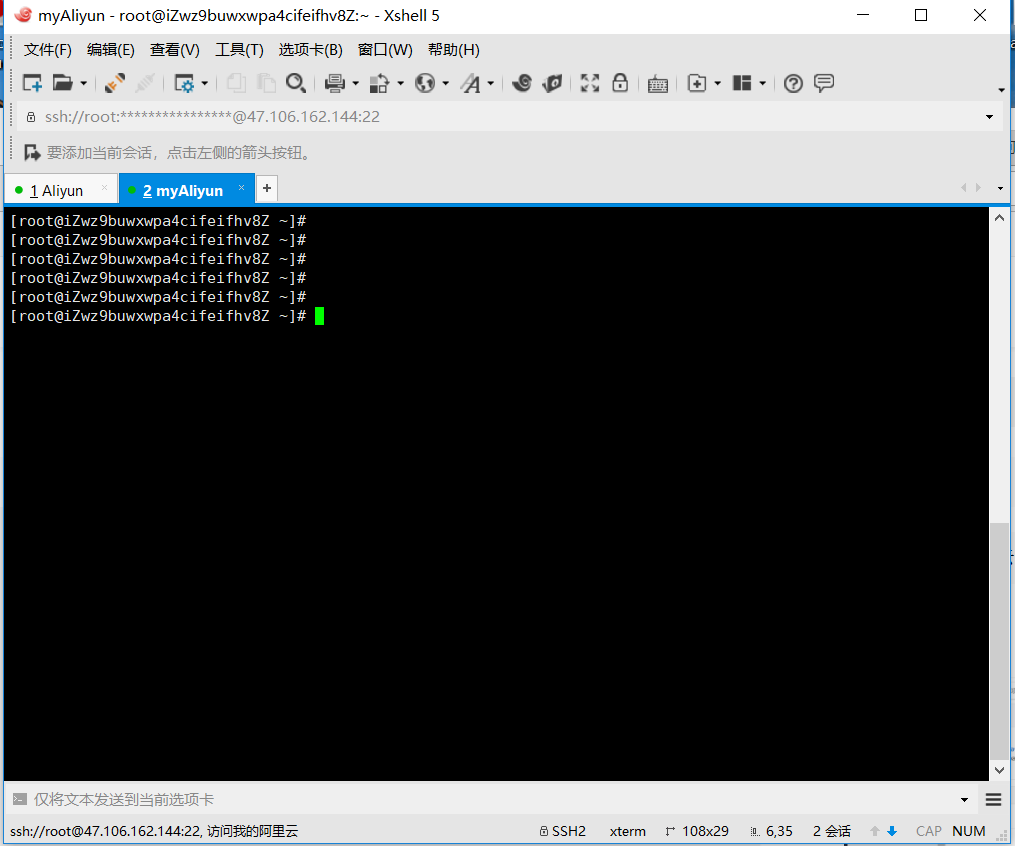 myAliyun - root@iZwz9buwxwpa4cifeifhv8Z:~ - Xshell 5
文件(F) 编辑(E) 查看(V) 工具(T) 选项卡(B) 窗口(W) 帮助(H)
ssh://root:****************@47.106.162.144:22
要添加当前会话，点击左侧的箭头按钮。
1 Aliyun × 2 myAliyun × +
[root@iZwz9buwxwpa4cifeifhv8Z ~]#
[root@iZwz9buwxwpa4cifeifhv8Z ~]#
[root@iZwz9buwxwpa4cifeifhv8Z ~]#
[root@iZwz9buwxwpa4cifeifhv8Z ~]#
[root@iZwz9buwxwpa4cifeifhv8Z ~]#
[root@iZwz9buwxwpa4cifeifhv8Z ~]#
仅将文本发送到当前选项卡
ssh://root@47.106.162.144:22, 访问我的阿里云 SSH2 xterm 108x29 6,35 2 会话 CAP NUM